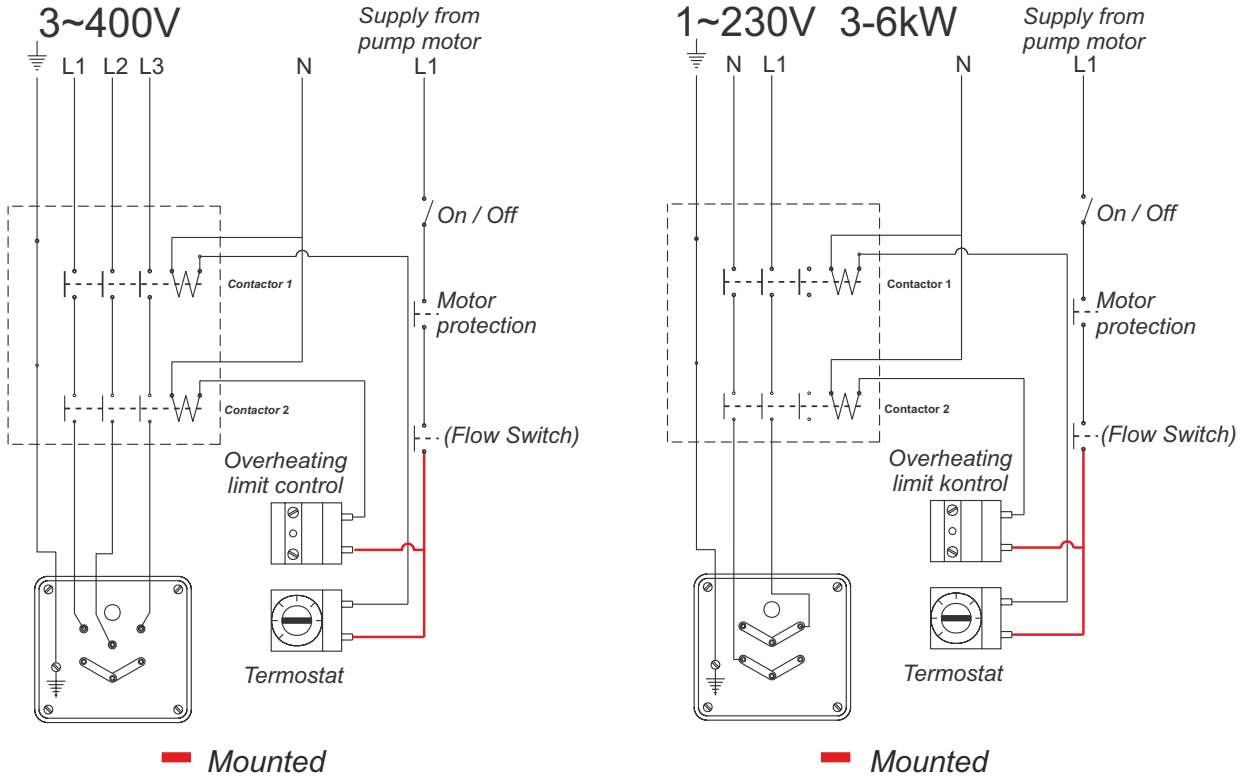 3~400V
Supply from
pump motor
L1 L2 L3 N L1
On / Off
Contactor 1
Motor
protection
Contactor 2
(Flow Switch)
Overheating
limit control
Termostat
Mounted
1~230V 3-6kW
Supply from
pump motor
N L1 N L1
On / Off
Contactor 1
Motor
protection
Contactor 2
(Flow Switch)
Overheating
limit kontrol
Termostat
Mounted